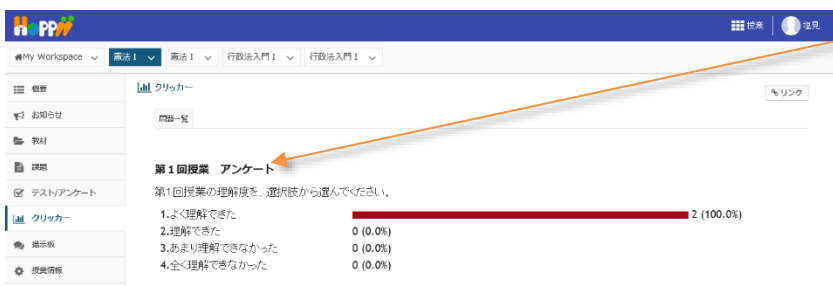 HoPPii
授業 塩見
My Workspace 憲法Ⅰ 憲法Ⅰ 行政法入門Ⅰ 行政法入門Ⅰ
概要
お知らせ
教材
課題
テスト/アンケート
クリッカー
掲示板
授業情報
クリッカー
リンク
問題一覧
第1回授業 アンケート
第1回授業の理解度を、選択肢から選んでください。
1.よく理解できた 2 (100.0%)
2.理解できた 0 (0.0%)
3.あまり理解できなかった 0 (0.0%)
4.全く理解できなかった 0 (0.0%)